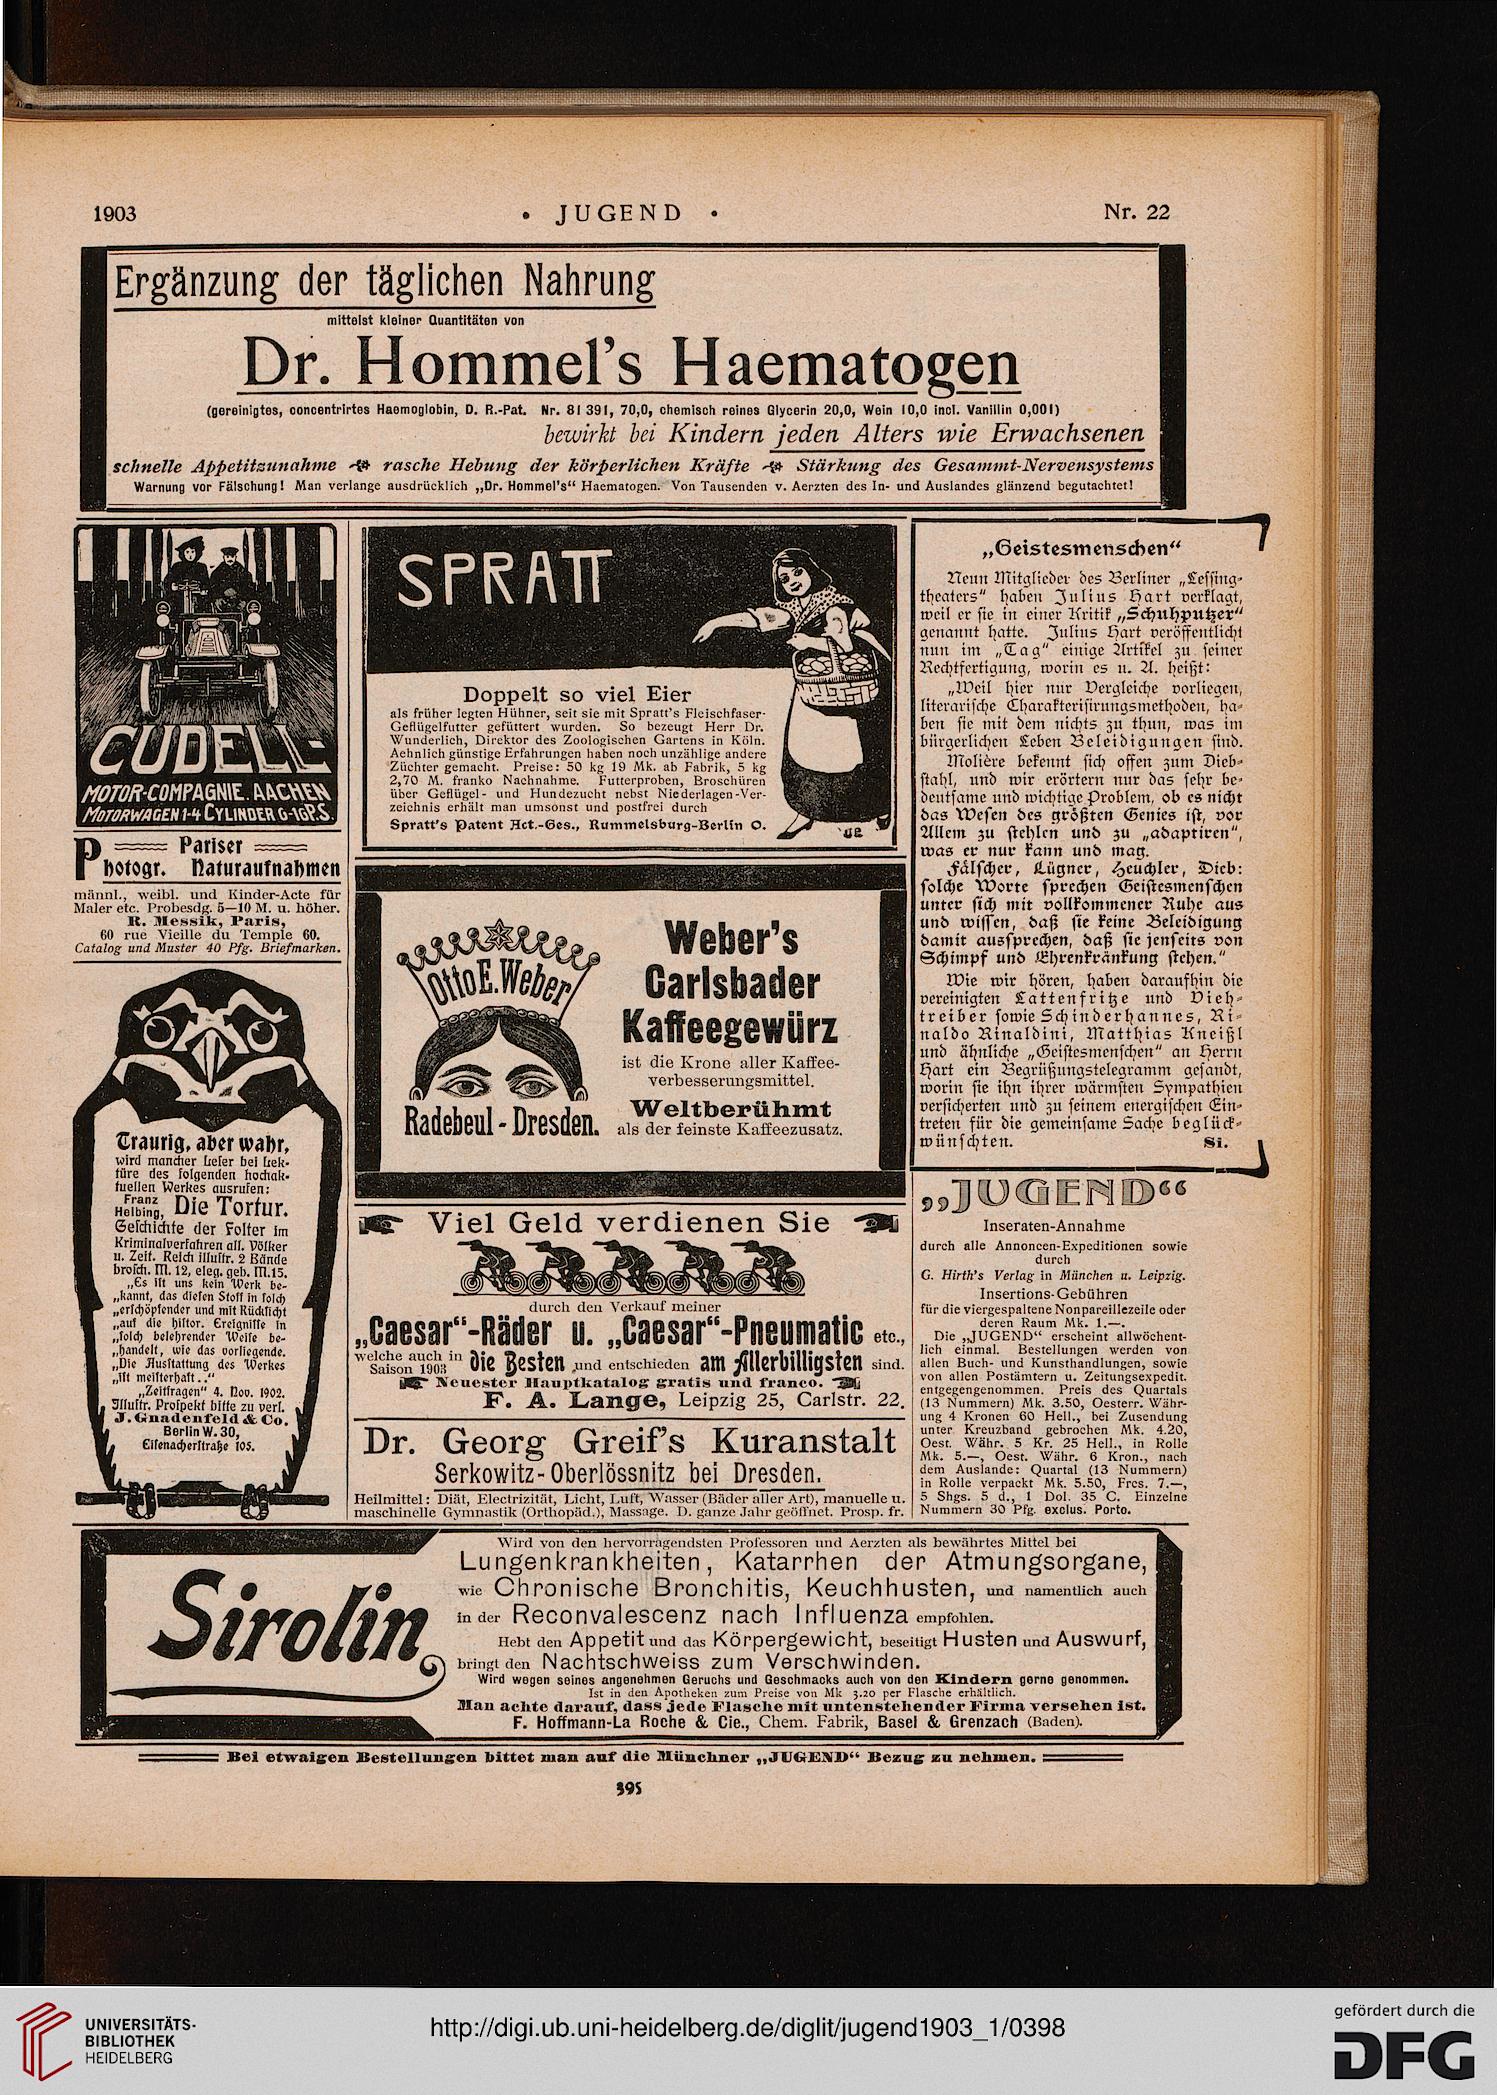 1903
• JUGEND •
Nr. 22
Ergänzung der täglichen Nahrung
mittelst kleiner Quantitäten von
Dr. Hommel's Haematogen
(gereinigtes, concentrirtes Haemoglobin, D. R.-Pat. Nr. 81 391, 70,0, chemisch reines Glycerin 20,0, Wein 10,0 incl. Vanillin 0,001)
bewirkt bei Kindern jeden Alters wie Erwachsenen
schnelle Appetitzunahme rasche Hebung der körperlichen Kräfte Stärkung des Gesammt-Nervensystems
Warnung vor Fälschung! Man verlange ausdrücklich „Dr. Hommel's“ Haematogen. Von Tausenden v. Aerzten des In- und Auslandes glänzend begutachtet!
CUDELL
MOTOR-COMPAGNIE. AACHEN
MOTORWAGEN 1-4 CYLINDER 6-16P.S.
Pariser
Photogr. Naturaufnahmen
männl., weibl. und Kinder-Acte für
Maler etc. Probesdg. 5—10 M. u. höher.
R. Messik, Paris,
60 rue Vieille du Temple 60.
Catalog und Muster 40 Pfg. Briefmarken.
Traurig, aber wahr,
wird mancher Leser bei Lek-
türe des folgenden hochak-
tuellen Werkes ausrufen:
Franz Helbing, Die Tortur.
Geschichte der Folter im
Kriminalverfahren all. Völker
u. Zeit. Reich illustr. 2 Bände
brosch. M. 12, eleg. geb. M. 15.
„Es ist uns kein Werk be-
„kannt, das diesen Stoff in solch
„erschöpfender und mit Rücksicht
„auf die histor. Ereignisse in
„solch belehrender Weise be-
„handelt, wie das vorliegende.
„Die Austattung des Werkes
„ist meisterhaft . .“
„Zeitfragen“ 4. Nov. 1902.
Illustr. Prospekt bitte zu verl.
J. Gnadenfeld & Co.
Berlin W. 30,
Eisenacherstraße 105.
SPRATT
Doppelt so viel Eier
als früher legten Hühner, seit sie mit Spratt's Fleischfaser-
Geflügelfutter gefüttert wurden. So bezeugt Herr Dr.
Wunderlich, Direktor des Zoologischen Gartens in Köln.
Aehnlich günstige Erfahrungen haben noch unzählige andere
Züchter gemacht. Preise: 50 kg 19 Mk. ab Fabrik, 5 kg
2,70 M. franko Nachnahme. Futterproben, Broschüren
über Geflügel- und Hundezucht nebst Niederlagen-Ver-
zeichnis erhält man umsonst und postfrei durch
Spratt's Patent Act.-Ges., Rummelsburg-Berlin O.
Otto E. Weber
Radebeul - Dresden.
Weber's
Carlsbader
Kaffeegewürz
ist die Krone aller Kaffee-
verbesserungsmittel.
Weltberühmt
als der feinste Kaffeezusatz.
Viel Geld verdienen Sie
durch den Verkauf meiner
„Caesar“-Räder u. „Caesar“-Pneumatic etc.,
welche auch in Saison 1903 die Besten und entschieden am Allerbilligsten sind.
Neuester Hauptkatalog gratis und franco.
F. A. Lange, Leipzig 25, Carlstr. 22.
Dr. Georg Greif's Kuranstalt
Serkowitz-Oberlössnitz bei Dresden.
Heilmittel: Diät, Electrizität, Licht, Luft, Wasser (Bäder aller Art), manuelle u.
maschinelle Gymnastik (Orthopäd.), Massage. D. ganze Jahr geöffnet. Prosp. fr.
„Geistesmenschen“
Neun Mitglieder des Berliner „Lessing-
theaters“ haben Julius Hart verklagt,
weil er sie in einer Kritik „Schuhputzer“
genannt hatte. Julius Hart veröffentlicht
nun im „Tag“ einige Artikel zu seiner
Rechtfertigung, worin es u. A. heißt:
„Weil hier nur Vergleiche vorliegen,
literarische Charakterisirungsmethoden, ha-
ben sie mit dem nichts zu thun, was im
bürgerlichen Leben Beleidigungen sind.
Molière bekennt sich offen zum Dieb-
stahl, und wir erörtern nur das sehr be-
deutsame und wichtige Problem, ob es nicht
das Wesen des größten Genies ist, vor
Allem zu stehlen und zu „adaptiren“,
was er nur kann und mag.
Fälscher, Lügner, Heuchler, Dieb:
solche Worte sprechen Geistesmenschen
unter sich mit vollkommener Ruhe aus
und wissen, daß sie keine Beleidigung
damit aussprechen, daß sie jenseits von
Schimpf und Ehrenkränkung stehen.“
Wie wir hören, haben daraufhin die
vereinigten Lattenfritze und Vieh-
treiber sowie Schinderhannes, Ri-
naldo Rinaldini, Matthias Kneißl
und ähnliche „Geistesmenschen“ an Herrn
Hart ein Begrüßungstelegramm gesandt,
worin sie ihn ihrer wärmsten Sympathien
versicherten und zu seinem energischen Ein-
treten für die gemeinsame Sache beglück-
wünschten. Si.
„JUGEND“
Inseraten-Annahme
durch alle Annoncen-Expeditionen sowie
durch
G. Hirth's Verlag in München u. Leipzig.
Insertions-Gebühren
für die viergespaltene Nonpareillezeile oder
deren Raum Mk. 1.—.
Die „JUGEND“ erscheint allwöchent-
lich einmal. Bestellungen werden von
allen Buch- und Kunsthandlungen, sowie
von allen Postämtern u. Zeitungsexpedit.
entgegengenommen. Preis des Quartals
(13 Nummern) Mk. 3.50, Oesterr. Währ-
ung 4 Kronen 60 Hell., bei Zusendung
unter Kreuzband gebrochen Mk. 4.20,
Oest. Währ. 5 Kr. 25 Hell., in Rolle
Mk. 5.—, Oest. Währ. 6 Kron., nach
dem Auslande: Quartal (13 Nummern)
in Rolle verpackt Mk. 5.50, Frcs. 7.—,
5 Shgs. 5 d., 1 Dol. 35 C. Einzelne
Nummern 30 Pfg. exclus. Porto.
Sirolin
Wird von den hervorragendsten Professoren und Aerzten als bewährtes Mittel bei
Lungenkrankheiten, Katarrhen der Atmungsorgane,
wie Chronische Bronchitis, Keuchhusten, und namentlich auch
in der Reconvalescenz nach Influenza empfohlen.
Hebt den Appetit und das Körpergewicht, beseitigt Husten und Auswurf,
bringt den Nachtschweiss zum Verschwinden.
Wird wegen seines angenehmen Geruchs und Geschmacks auch von den Kindern gerne genommen.
Ist in den Apotheken zum Preise von Mk 3.20 per Flasche erhältlich.
Man achte darauf, dass jede Flasche mit untenstehender Firma versehen ist.
F. Hoffmann-La Roche & Cie., Chem. Fabrik, Basel & Grenzach (Baden).
Bei etwaigen Bestellungen bittet man auf die Münchner „JUGEND“ Bezug zu nehmen.
395
UNIVERSITÄTS-
BIBLIOTHEK
HEIDELBERG
http://digi.ub.uni-heidelberg.de/diglit/jugend1903_1/0398
gefördert durch die
DFG